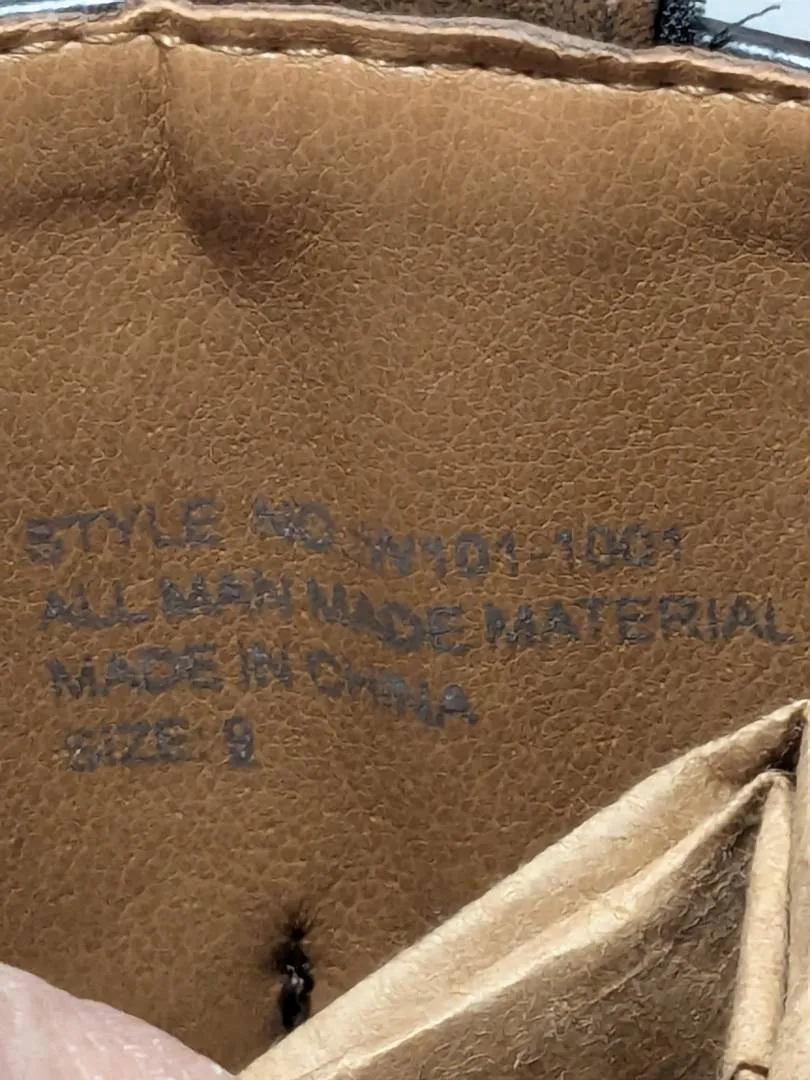 STYLE NO W101-1001
ALL MAN MADE MATERIAL
MADE IN CHINA
SIZE: 9